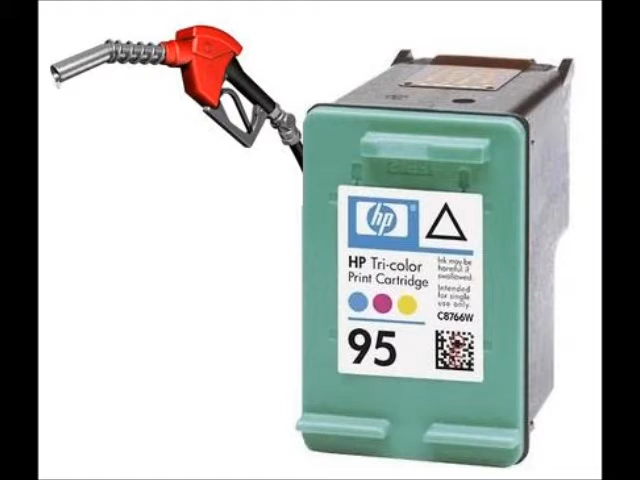 hp
HP Tri-color
Print Cartridge
Ink may be
harmful if
swallowed.
Intended
for single
use only.
C8766W
95